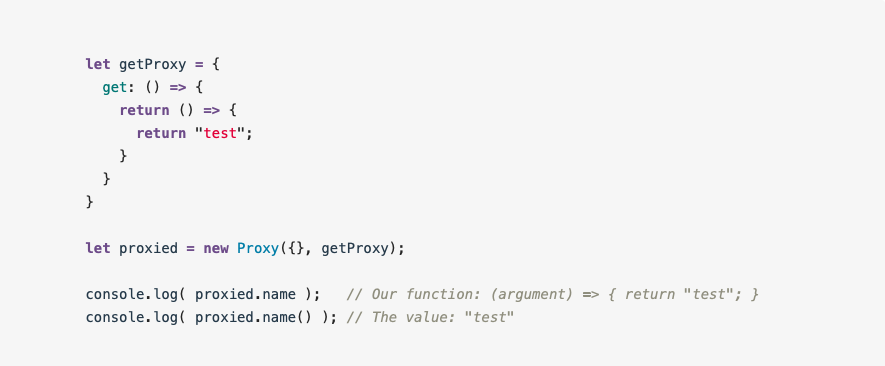 let getProxy = {
  get: () => {
    return () => {
      return "test";
    }
  }
}
let proxied = new Proxy({}, getProxy);
console.log( proxied.name );   // Our function: (argument) => { return "test"; }
console.log( proxied.name() ); // The value: "test"